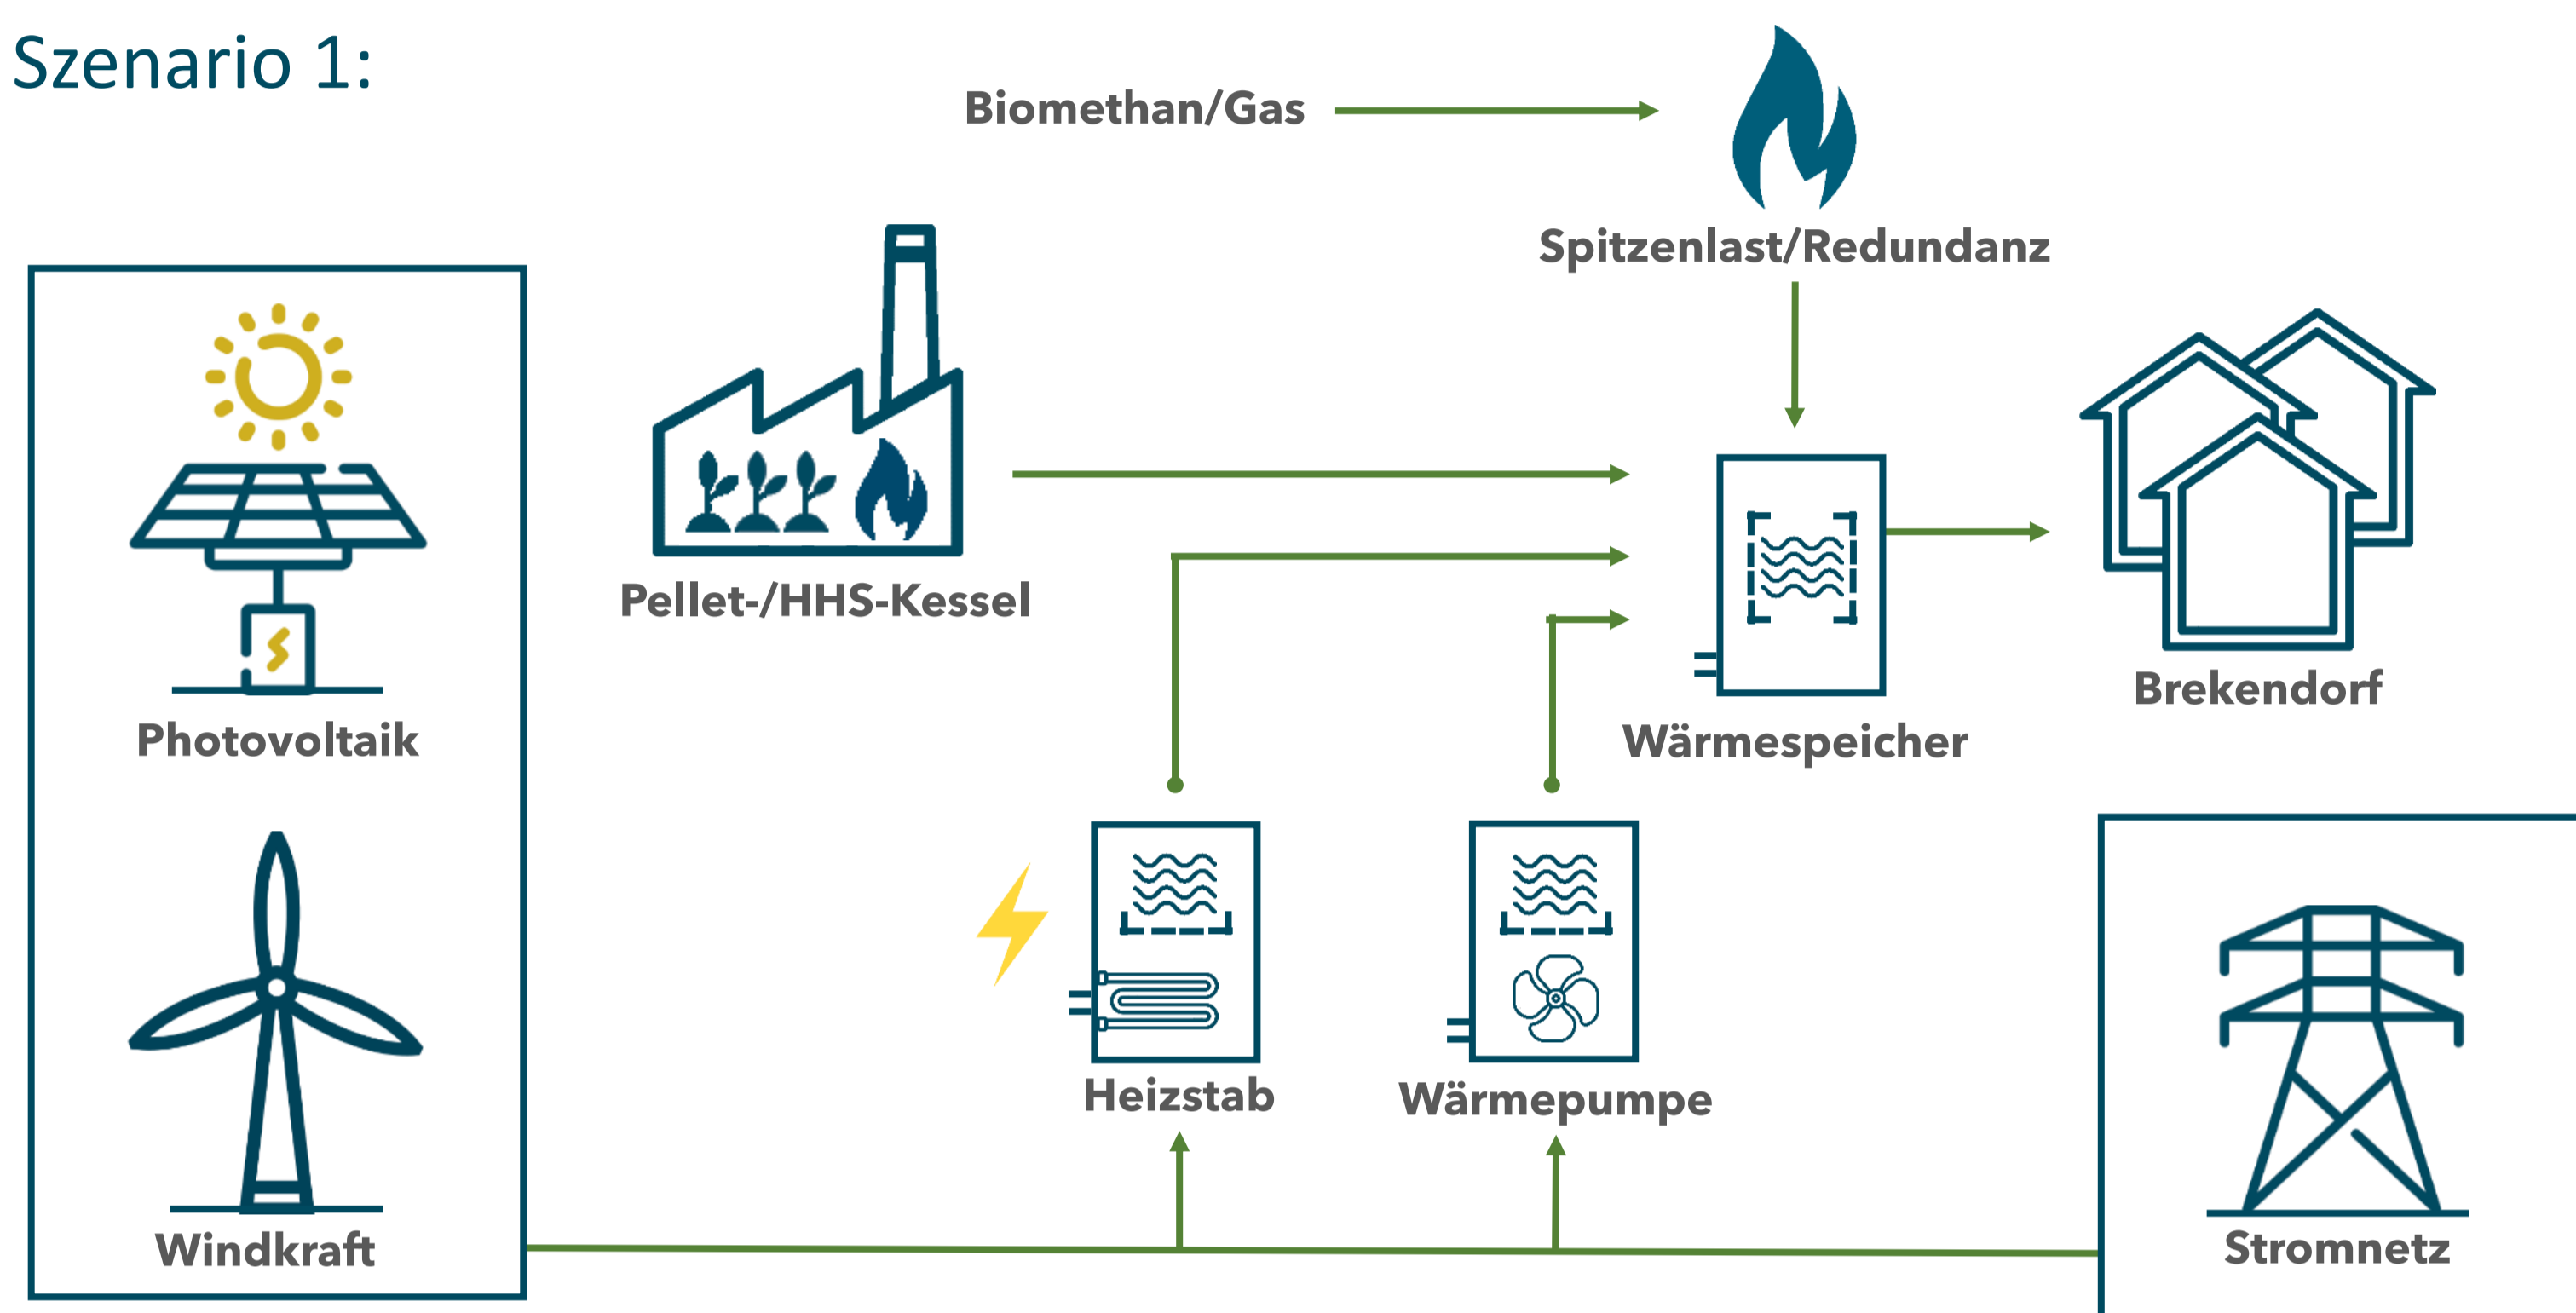 Szenario 1:
Biomethan/Gas
Spitzenlast/Redundanz
Pellet-/HHS-Kessel
Photovoltaik
Wärmespeicher
Brekendorf
Heizstab
Wärmepumpe
Windkraft
Stromnetz